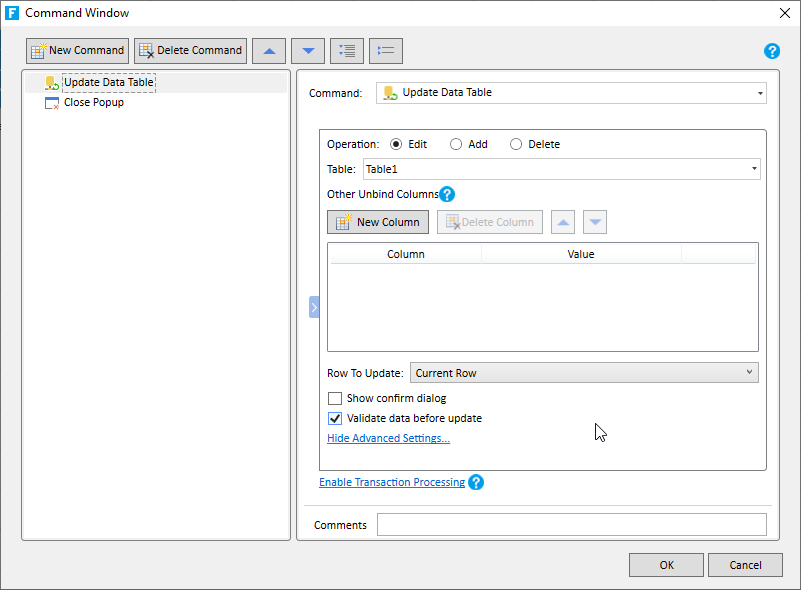 F Command Window
New Command Delete Command
?
Update Data Table
Close Popup
Command: Update Data Table
Operation: Edit Add Delete
Table: Table1
Other Unbind Columns ?
New Column Delete Column
Column Value
Row To Update: Current Row
Show confirm dialog
Validate data before update
Hide Advanced Settings...
Enable Transaction Processing ?
Comments
OK Cancel